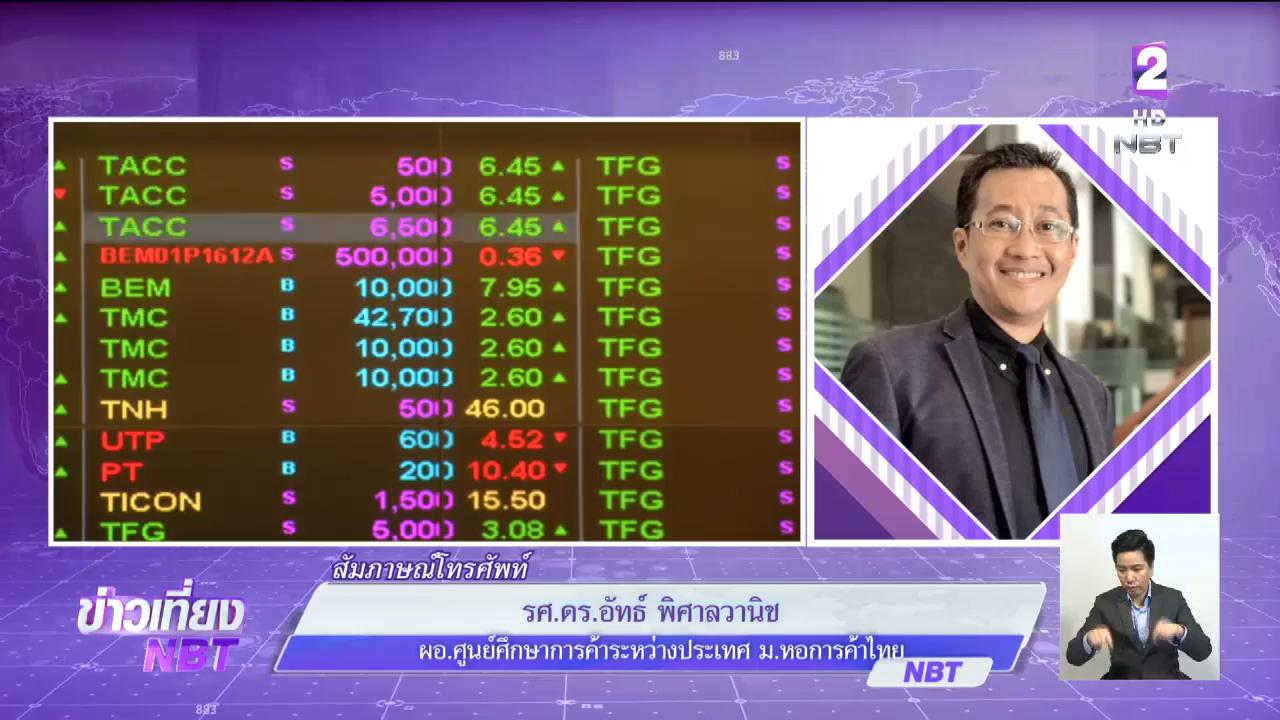 883
2
HD
NBT
TACC S 500 6.45 TFG S
TACC S 5,000 6.45 TFG S
TACC S 6,500 6.45 TFG S
BEM01P1612A S 500,000 0.36 TFG S
BEM B 10,000 7.95 TFG S
TMC B 42,700 2.60 TFG S
TMC B 10,000 2.60 TFG S
TMC B 10,000 2.60 TFG S
TNH S 500 46.00 TFG S
UTP B 600 4.52 TFG S
PT B 200 10.40 TFG S
TICON S 1,500 15.50 TFG S
TFG S 5,000 3.08 TFG S
สัมภาษณ์โทรศัพท์
รศ.ดร.อัทธ์ พิศาลวานิช
ผอ.ศูนย์ศึกษาการค้าระหว่างประเทศ ม.หอการค้าไทย
ข่าวเที่ยง
NBT
NBT
883